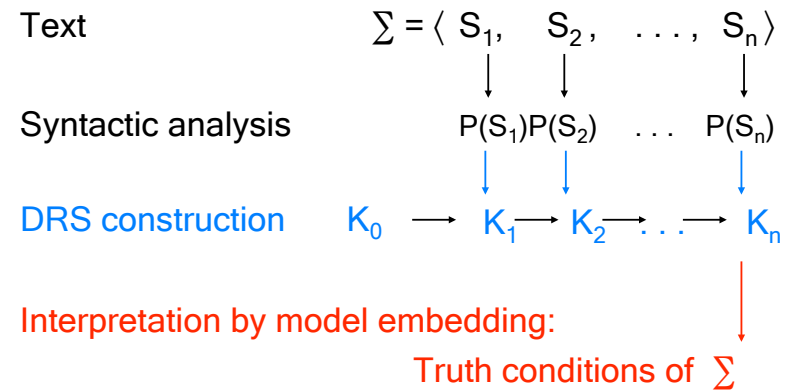 Text ∑ = ⟨ S₁, S₂, . . . , Sₙ⟩
Syntactic analysis P(S₁)P(S₂) . . . P(Sₙ)
DRS construction K₀ → K₁ → K₂ → . . . → Kₙ
Interpretation by model embedding:
Truth conditions of ∑